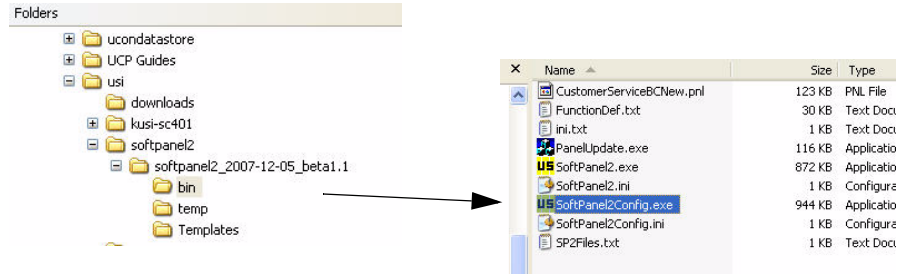 Folders
ucondatastore
UCP Guides
usi
downloads
kusi-sc401
softpanel2
softpanel2_2007-12-05_beta1.1
bin
temp
Templates
Name Size Type
CustomerServiceBCNew.pnl 123 KB PNL File
FunctionDef.txt 30 KB Text Docu
ini.txt 1 KB Text Docu
PanelUpdate.exe 116 KB Applicatio
US SoftPanel2.exe 872 KB Applicatio
SoftPanel2.ini 1 KB Configura
US SoftPanel2Config.exe 944 KB Applicatio
SoftPanel2Config.ini 1 KB Configura
SP2Files.txt 1 KB Text Docu